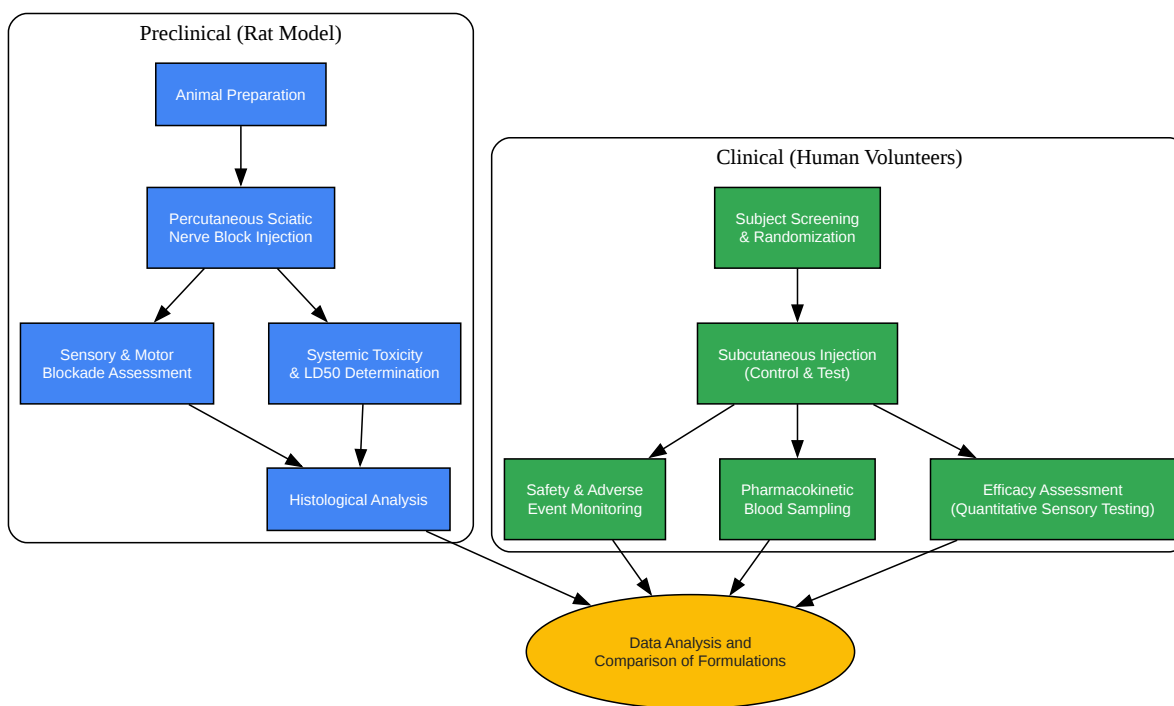 Preclinical (Rat Model)
Animal Preparation
Percutaneous Sciatic
Nerve Block Injection
Sensory & Motor
Blockade Assessment
Systemic Toxicity
& LD50 Determination
Histological Analysis
Clinical (Human Volunteers)
Subject Screening
& Randomization
Subcutaneous Injection
(Control & Test)
Safety & Adverse
Event Monitoring
Pharmacokinetic
Blood Sampling
Efficacy Assessment
(Quantitative Sensory Testing)
Data Analysis and
Comparison of Formulations